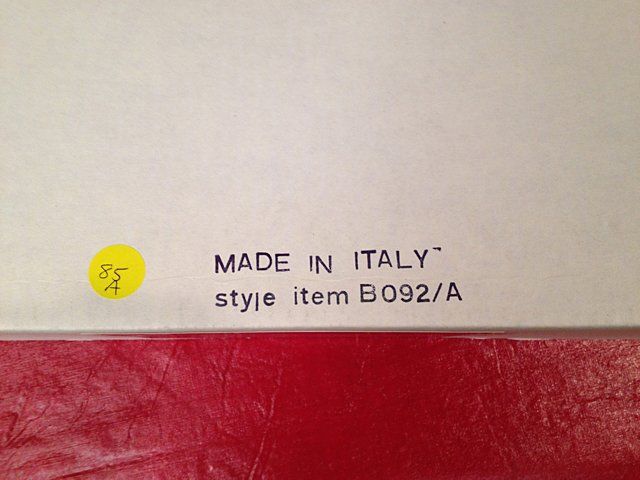 85
A
MADE IN ITALY
style item B092/A